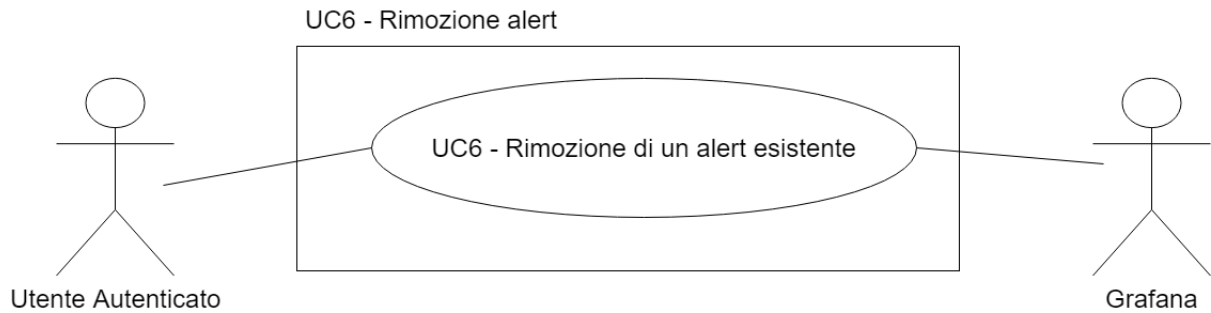 UC6 - Rimozione alert
UC6 - Rimozione di un alert esistente
Utente Autenticato
Grafana